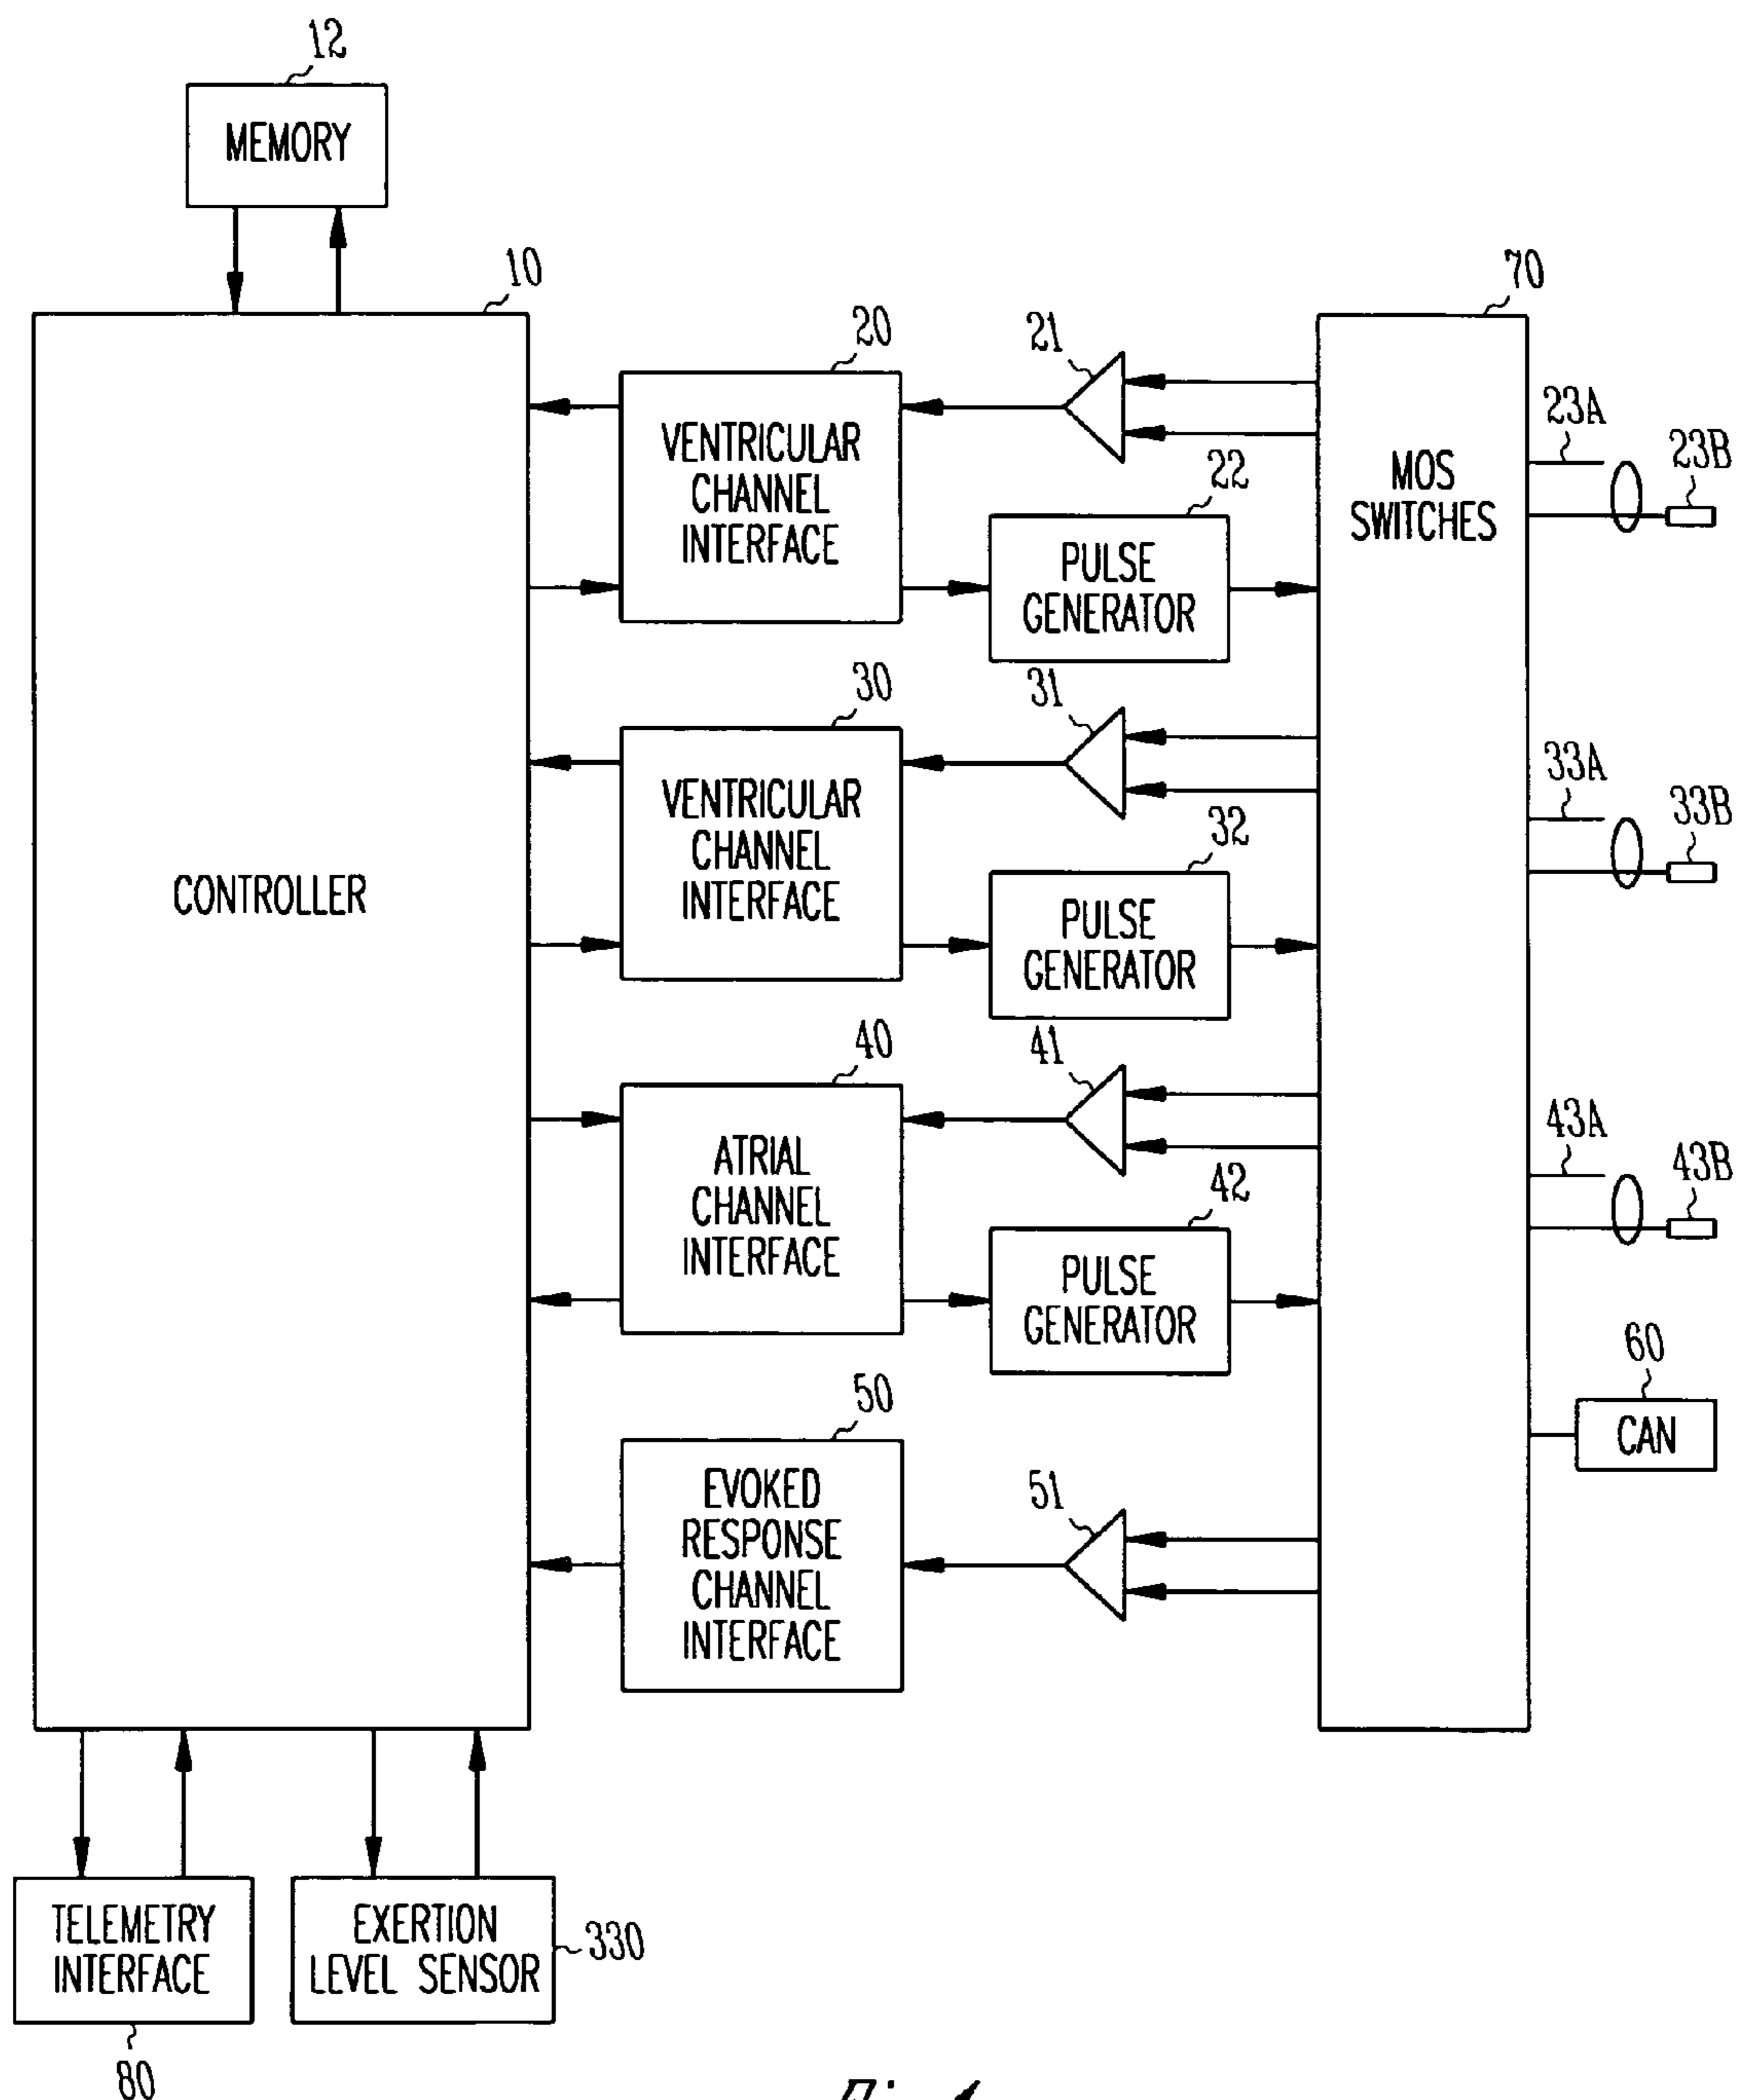 12
MEMORY
10
CONTROLLER
20
VENTRICULAR
CHANNEL
INTERFACE
21
22
PULSE
GENERATOR
70
MOS
SWITCHES
23A
23B
30
VENTRICULAR
CHANNEL
INTERFACE
31
32
PULSE
GENERATOR
33A
33B
40
ATRIAL
CHANNEL
INTERFACE
41
42
PULSE
GENERATOR
43A
43B
60
CAN
50
EVOKED
RESPONSE
CHANNEL
INTERFACE
51
TELEMETRY
INTERFACE
80
EXERTION
LEVEL SENSOR
330